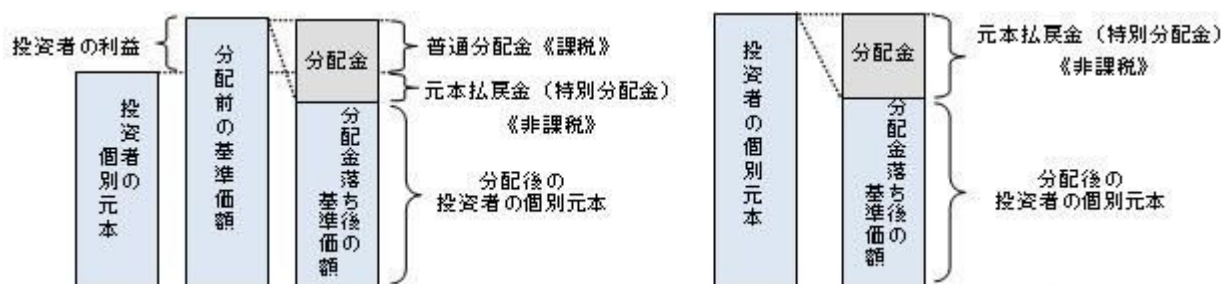 投資者の利益
投資者の
個別元本
分配前の基準価額
分配金
分配金落ち後の
基準価額
普通分配金《課税》
元本払戻金（特別分配金）
《非課税》
分配後の
投資者の個別元本
投資者の個別元本
分配金
分配金落ち後の
基準価額
元本払戻金（特別分配金）
《非課税》
分配後の
投資者の個別元本